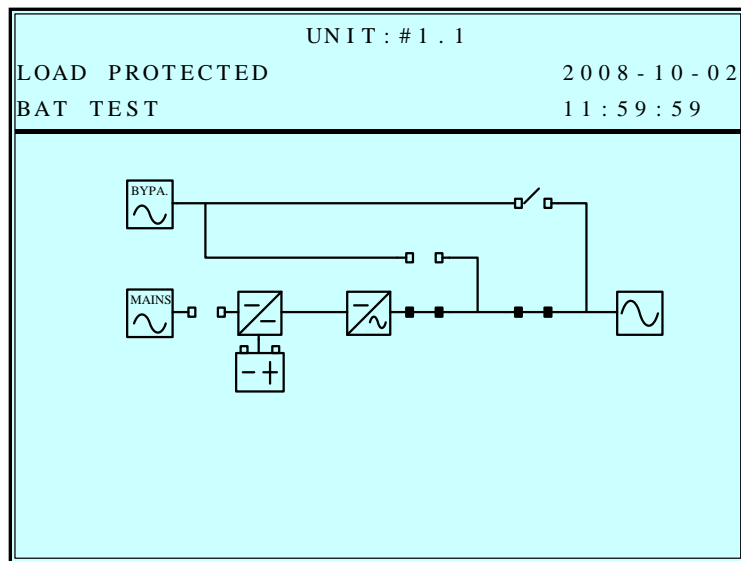 UNIT:#1.1
LOAD PROTECTED 2008-10-02
BAT TEST 11:59:59
BYPA.
MAINS